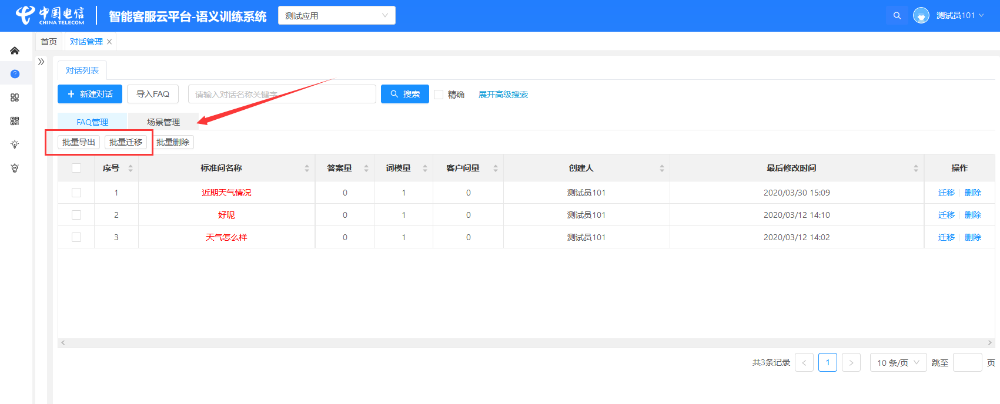 中国电信
CHINA TELECOM
智能客服云平台-语义训练系统
测试应用
测试员101
首页
对话管理
对话列表
新建对话
导入FAQ
请输入对话名称关键字
搜索
精确
展开高级搜索
FAQ管理
场景管理
批量导出
批量迁移
批量删除
序号 标准问名称 答案量 词模量 客户问量 创建人 最后修改时间 操作
1 近期天气情况 0 1 0 测试员101 2020/03/30 15:09 迁移 删除
2 好呢 0 1 0 测试员101 2020/03/12 14:10 迁移 删除
3 天气怎么样 0 1 0 测试员101 2020/03/12 14:02 迁移 删除
共3条记录 1 10 条/页 跳至 页